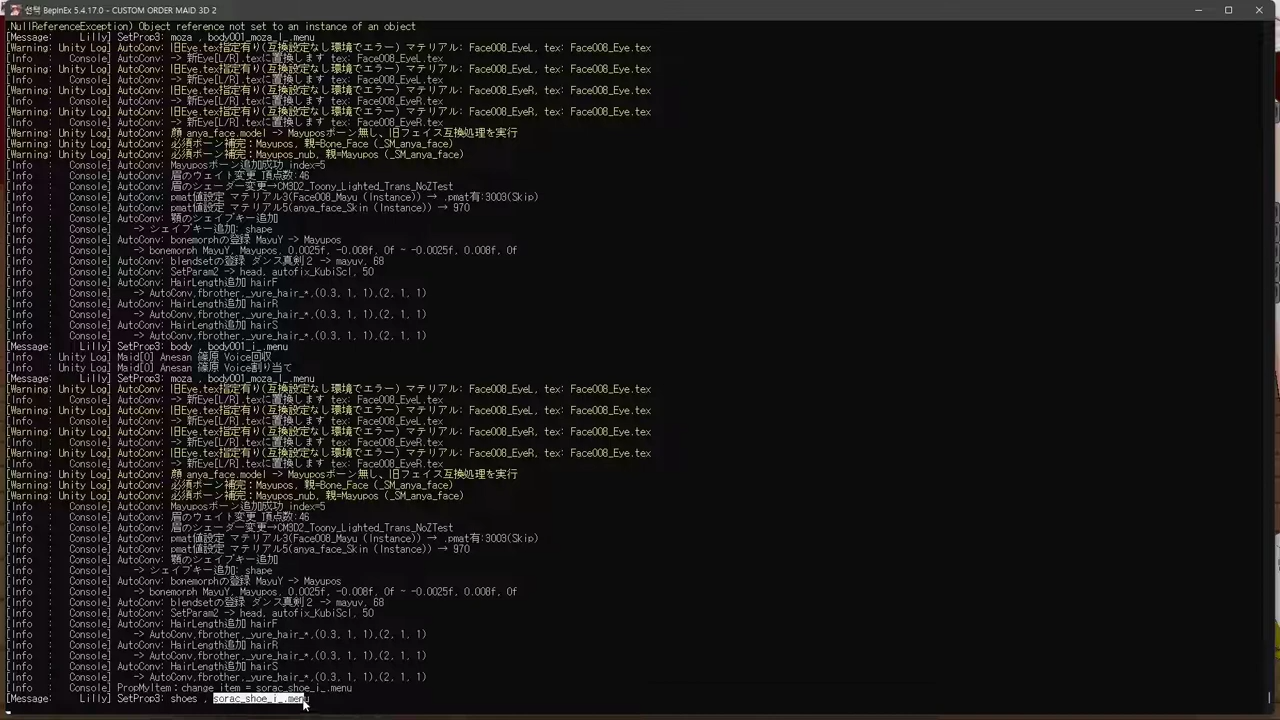 선택 BepInEx 5.4.17.0 - CUSTOM ORDER MAID 3D 2
.NullReferenceException) Object reference not set to an instance of an object
[Message:     Lilly] SetProp3: moza , body001_moza_i_.menu
[Warning: Unity Log] AutoConv: 旧Eye.tex指定有り(互換設定なし環境でエラー) マテリアル: Face008_EyeL, tex: Face008_Eye.tex
[Info   :   Console] AutoConv: -> 新Eye[L/R].texに置換します tex: Face008_EyeL.tex
[Warning: Unity Log] AutoConv: 旧Eye.tex指定有り(互換設定なし環境でエラー) マテリアル: Face008_EyeL, tex: Face008_Eye.tex
[Info   :   Console] AutoConv: -> 新Eye[L/R].texに置換します tex: Face008_EyeL.tex
[Warning: Unity Log] AutoConv: 旧Eye.tex指定有り(互換設定なし環境でエラー) マテリアル: Face008_EyeR, tex: Face008_Eye.tex
[Info   :   Console] AutoConv: -> 新Eye[L/R].texに置換します tex: Face008_EyeR.tex
[Warning: Unity Log] AutoConv: 旧Eye.tex指定有り(互換設定なし環境でエラー) マテリアル: Face008_EyeR, tex: Face008_Eye.tex
[Info   :   Console] AutoConv: -> 新Eye[L/R].texに置換します tex: Face008_EyeR.tex
[Warning: Unity Log] AutoConv: 顔 anya_face.model -> Mayuposボーン無し、旧フェイス互換処理を実行
[Warning: Unity Log] AutoConv: 必須ボーン補完：Mayupos, 親=Bone_Face (_SM_anya_face)
[Warning: Unity Log] AutoConv: 必須ボーン補完：Mayupos_nub, 親=Mayupos (_SM_anya_face)
[Info   :   Console] AutoConv: Mayuposボーン追加成功 index=5
[Info   :   Console] AutoConv: 眉のウェイト変更 頂点数:46
[Info   :   Console] AutoConv: 眉のシェーダー変更→CM3D2_Toony_Lighted_Trans_NoZTest
[Info   :   Console] AutoConv: pmat値設定 マテリアル3(Face008_Mayu (Instance)) → .pmat有:3003(Skip)
[Info   :   Console] AutoConv: pmat値設定 マテリアル5(anya_face_Skin (Instance)) → 970
[Info   :   Console] AutoConv: 顎のシェイプキー追加
[Info   :   Console]     -> シェイプキー追加: shape
[Info   :   Console] AutoConv: bonemorphの登録 MayuY -> Mayupos
[Info   :   Console]     -> bonemorph MayuY, Mayupos, 0.0025f, -0.008f, 0f ~ -0.0025f, 0.008f, 0f
[Info   :   Console] AutoConv: blendsetの登録 ダンス真剣２ -> mayuv, 68
[Info   :   Console] AutoConv: SetParam2 -> head, autofix_KubiScl, 50
[Info   :   Console] AutoConv: HairLength追加 hairF
[Info   :   Console]     -> AutoConv,fbrother,_yure_hair_*,(0.3, 1, 1),(2, 1, 1)
[Info   :   Console] AutoConv: HairLength追加 hairR
[Info   :   Console]     -> AutoConv,fbrother,_yure_hair_*,(0.3, 1, 1),(2, 1, 1)
[Info   :   Console] AutoConv: HairLength追加 hairS
[Info   :   Console]     -> AutoConv,fbrother,_yure_hair_*,(0.3, 1, 1),(2, 1, 1)
[Message:     Lilly] SetProp3: body , body001_i_.menu
[Info   : Unity Log] Maid[0] Anesan 篠原 Voice回収
[Info   : Unity Log] Maid[0] Anesan 篠原 Voice割り当て
[Message:     Lilly] SetProp3: moza , body001_moza_i_.menu
[Warning: Unity Log] AutoConv: 旧Eye.tex指定有り(互換設定なし環境でエラー) マテリアル: Face008_EyeL, tex: Face008_Eye.tex
[Info   :   Console] AutoConv: -> 新Eye[L/R].texに置換します tex: Face008_EyeL.tex
[Warning: Unity Log] AutoConv: 旧Eye.tex指定有り(互換設定なし環境でエラー) マテリアル: Face008_EyeL, tex: Face008_Eye.tex
[Info   :   Console] AutoConv: -> 新Eye[L/R].texに置換します tex: Face008_EyeL.tex
[Warning: Unity Log] AutoConv: 旧Eye.tex指定有り(互換設定なし環境でエラー) マテリアル: Face008_EyeR, tex: Face008_Eye.tex
[Info   :   Console] AutoConv: -> 新Eye[L/R].texに置換します tex: Face008_EyeR.tex
[Warning: Unity Log] AutoConv: 旧Eye.tex指定有り(互換設定なし環境でエラー) マテリアル: Face008_EyeR, tex: Face008_Eye.tex
[Info   :   Console] AutoConv: -> 新Eye[L/R].texに置換します tex: Face008_EyeR.tex
[Warning: Unity Log] AutoConv: 顔 anya_face.model -> Mayuposボーン無し、旧フェイス互換処理を実行
[Warning: Unity Log] AutoConv: 必須ボーン補完：Mayupos, 親=Bone_Face (_SM_anya_face)
[Warning: Unity Log] AutoConv: 必須ボーン補完：Mayupos_nub, 親=Mayupos (_SM_anya_face)
[Info   :   Console] AutoConv: Mayuposボーン追加成功 index=5
[Info   :   Console] AutoConv: 眉のウェイト変更 頂点数:46
[Info   :   Console] AutoConv: 眉のシェーダー変更→CM3D2_Toony_Lighted_Trans_NoZTest
[Info   :   Console] AutoConv: pmat値設定 マテリアル3(Face008_Mayu (Instance)) → .pmat有:3003(Skip)
[Info   :   Console] AutoConv: pmat値設定 マテリアル5(anya_face_Skin (Instance)) → 970
[Info   :   Console] AutoConv: 顎のシェイプキー追加
[Info   :   Console]     -> シェイプキー追加: shape
[Info   :   Console] AutoConv: bonemorphの登録 MayuY -> Mayupos
[Info   :   Console]     -> bonemorph MayuY, Mayupos, 0.0025f, -0.008f, 0f ~ -0.0025f, 0.008f, 0f
[Info   :   Console] AutoConv: blendsetの登録 ダンス真剣２ -> mayuv, 68
[Info   :   Console] AutoConv: SetParam2 -> head, autofix_KubiScl, 50
[Info   :   Console] AutoConv: HairLength追加 hairF
[Info   :   Console]     -> AutoConv,fbrother,_yure_hair_*,(0.3, 1, 1),(2, 1, 1)
[Info   :   Console] AutoConv: HairLength追加 hairR
[Info   :   Console]     -> AutoConv,fbrother,_yure_hair_*,(0.3, 1, 1),(2, 1, 1)
[Info   :   Console] AutoConv: HairLength追加 hairS
[Info   :   Console]     -> AutoConv,fbrother,_yure_hair_*,(0.3, 1, 1),(2, 1, 1)
[Info   :   Console] PropMyItem：change item = sorac_shoe_i_.menu
[Message:     Lilly] SetProp3: shoes , sorac_shoe_i_.menu